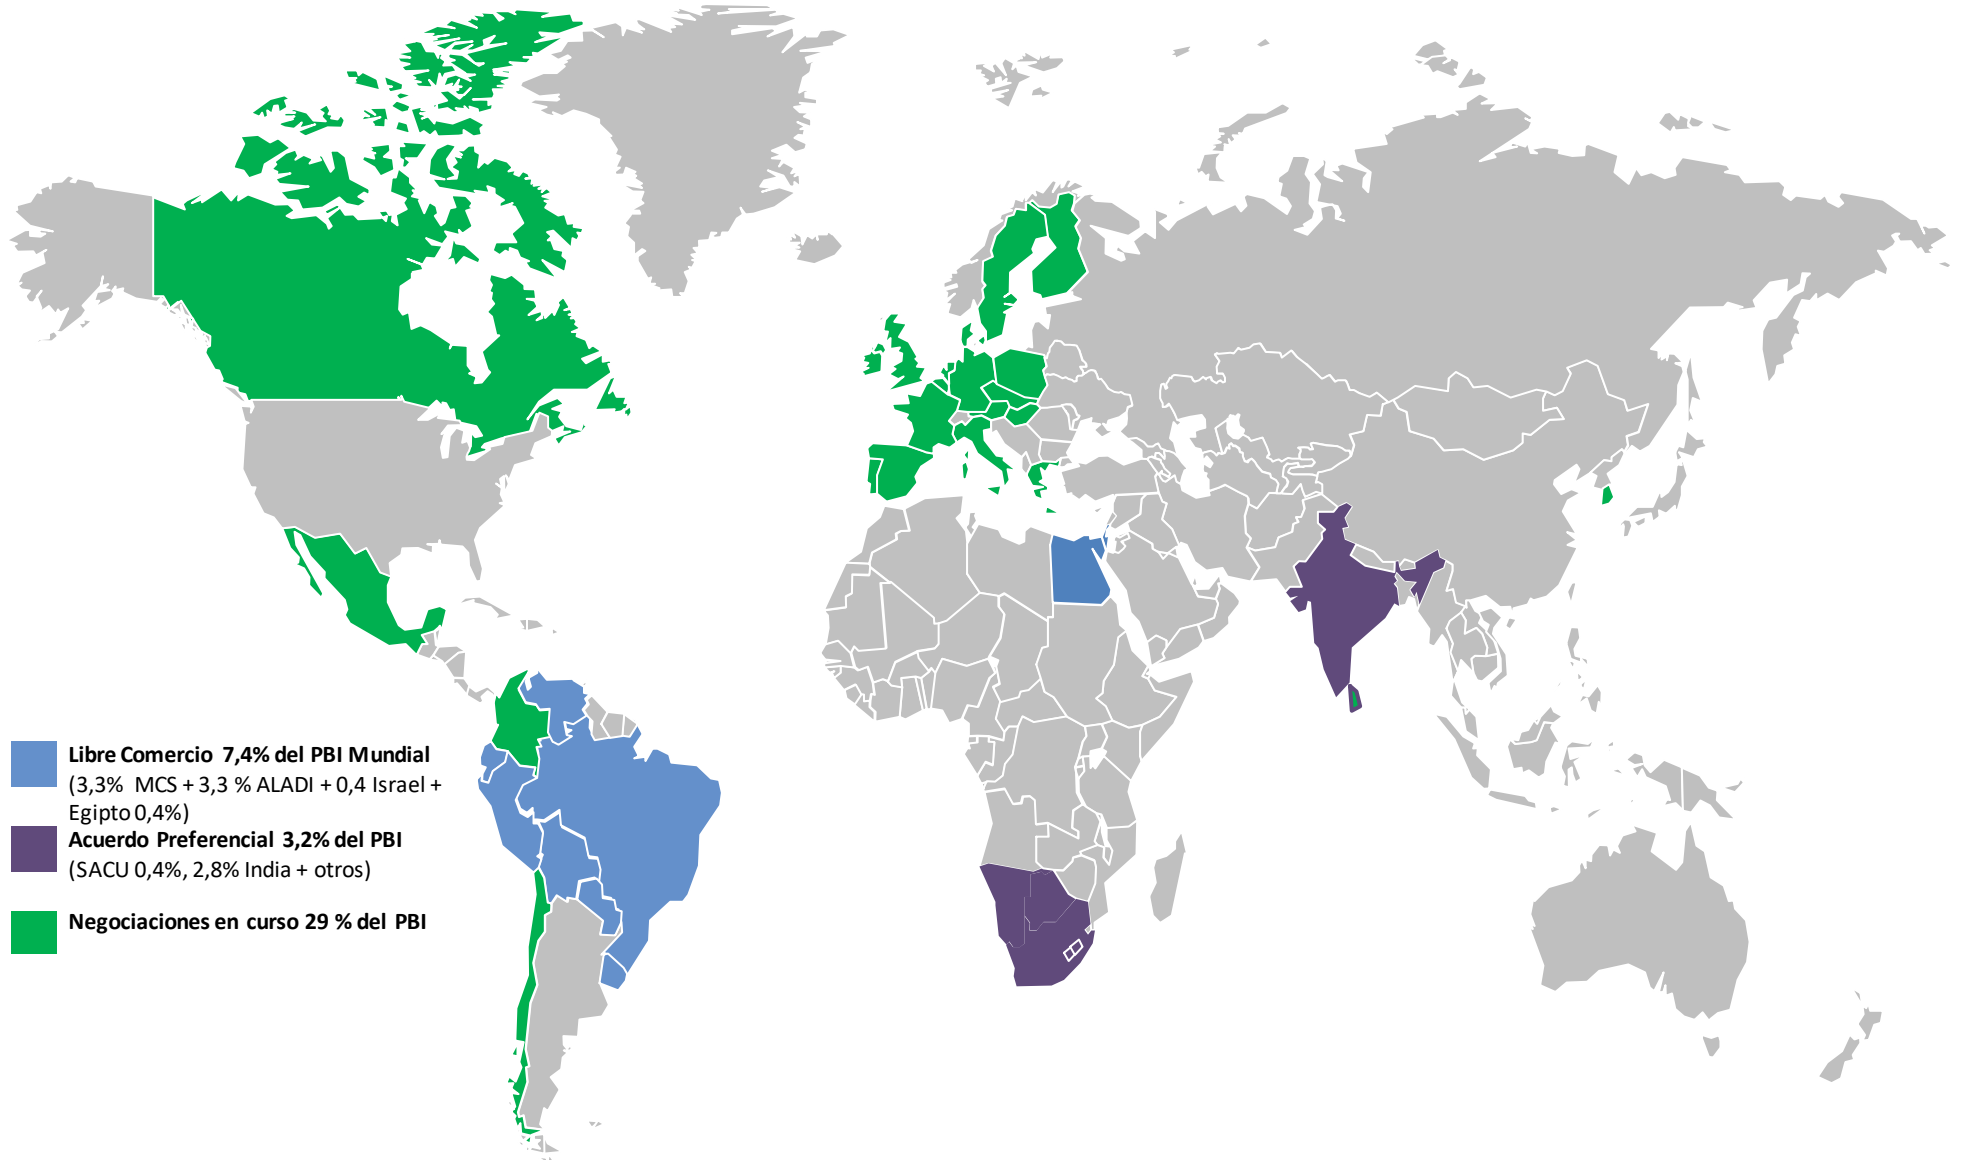 Libre Comercio 7,4% del PBI Mundial
(3,3% MCS + 3,3 % ALADI + 0,4 Israel +
Egipto 0,4%)
Acuerdo Preferencial 3,2% del PBI
(SACU 0,4%, 2,8% India + otros)
Negociaciones en curso 29 % del PBI